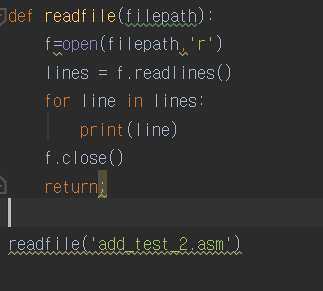 def readfile(filepath):
f=open(filepath,'r')
lines = f.readlines()
for line in lines:
print(line)
f.close()
return;
readfile('add_test_2.asm')